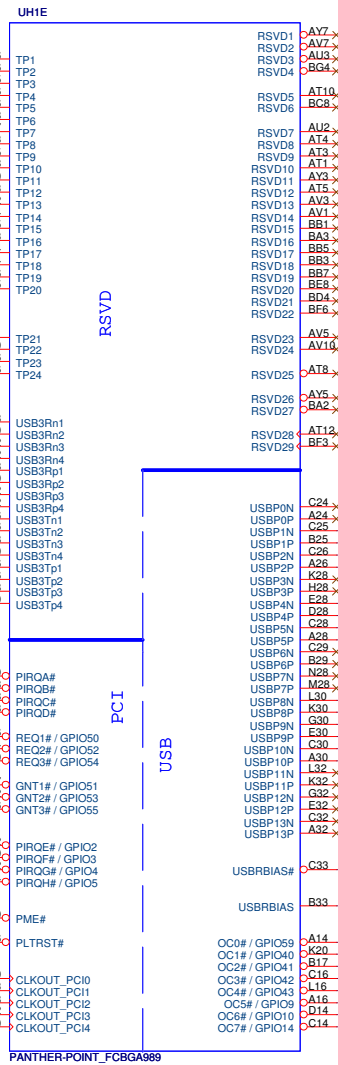 UH1E
RSVD1 AY7
RSVD2 AV7
TP1 RSVD3 AU3
TP2 RSVD4 BG4
TP3
TP4 RSVD5 AT10
TP5 RSVD6 BC8
TP6
TP7 RSVD7 AU2
TP8 RSVD8 AT4
TP9 RSVD9 AT3
TP10 RSVD10 AT1
TP11 RSVD11 AY3
TP12 RSVD12 AT5
TP13 RSVD13 AV3
TP14 RSVD14 AV1
TP15 RSVD15 BB1
TP16 RSVD16 BA3
TP17 RSVD17 BB5
TP18 RSVD18 BB3
TP19 RSVD19 BB7
TP20 RSVD20 BE8
RSVD21 BD4
RSVD22 BF6
RSVD
TP21 RSVD23 AV5
TP22 RSVD24 AV10
TP23
TP24 RSVD25 AT8
RSVD26 AY5
RSVD27 BA2
USB3Rn1
USB3Rn2 RSVD28 AT12
USB3Rn3 RSVD29 BF3
USB3Rn4
USB3Rp1
USB3Rp2
USB3Rp3
USB3Rp4 USBP0N C24
USB3Tn1 USBP0P A24
USB3Tn2 USBP1N C25
USB3Tn3 USBP1P B25
USB3Tn4 USBP2N C26
USB3Tp1 USBP2P A26
USB3Tp2 USBP3N K28
USB3Tp3 USBP3P H28
USB3Tp4 USBP4N E28
USBP4P D28
USBP5N C28
USBP5P A28
USBP6N C29
USBP6P B29
PIRQA# USBP7N N28
PIRQB# USBP7P M28
PIRQC# USBP8N L30
PIRQD# USBP8P K30
PCI
USBP9N G30
REQ1# / GPIO50 USBP9P E30
REQ2# / GPIO52 USBP10N C30
REQ3# / GPIO54 USBP10P A30
USB
USBP11N L32
GNT1# / GPIO51 USBP11P K32
GNT2# / GPIO53 USBP12N G32
GNT3# / GPIO55 USBP12P E32
USBP13N C32
USBP13P A32
PIRQE# / GPIO2
PIRQF# / GPIO3
PIRQG# / GPIO4 USBRBIAS# C33
PIRQH# / GPIO5
USBRBIAS B33
PME#
PLTRST# OC0# / GPIO59 A14
OC1# / GPIO40 K20
OC2# / GPIO41 B17
CLKOUT_PCI0 OC3# / GPIO42 C16
CLKOUT_PCI1 OC4# / GPIO43 L16
CLKOUT_PCI2 OC5# / GPIO9 A16
CLKOUT_PCI3 OC6# / GPIO10 D14
CLKOUT_PCI4 OC7# / GPIO14 C14
PANTHER-POINT_FCBGA989